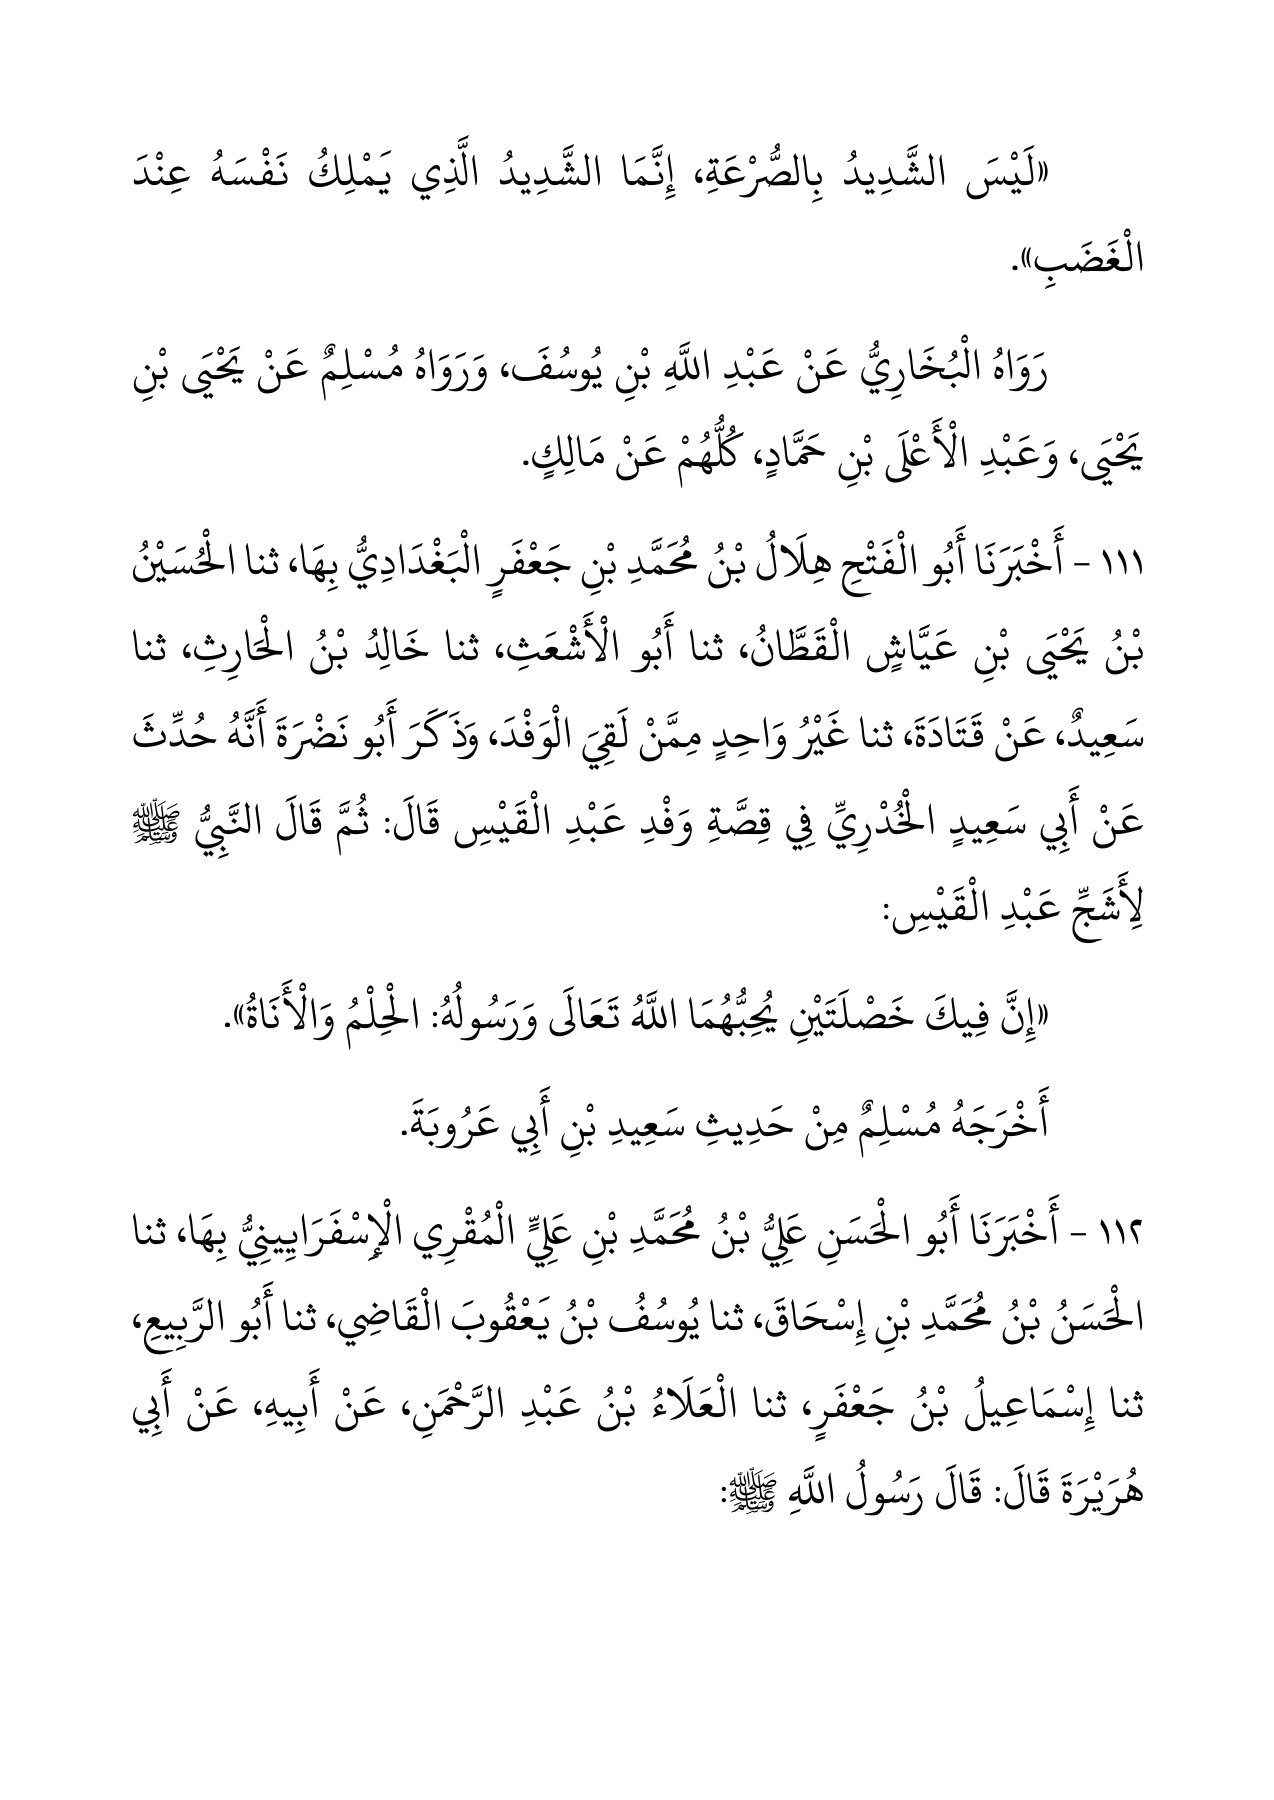 «لَيْسَ الشَّدِيدُ بِالصُّرْعَةِ، إِنَّمَا الشَّدِيدُ الَّذِي يَمْلِكُ نَفْسَهُ عِنْدَ
الْغَضَبِ».
رَوَاهُ الْبُخَارِيُّ عَنْ عَبْدِ اللَّهِ بْنِ يُوسُفَ، وَرَوَاهُ مُسْلِمٌ عَنْ يَحْيَى بْنِ
يَحْيَى، وَعَبْدِ الْأَعْلَى بْنِ حَمَّادٍ، كُلُّهُمْ عَنْ مَالِكٍ.
١١١ - أَخْبَرَنَا أَبُو الْفَتْحِ هِلَالُ بْنُ مُحَمَّدِ بْنِ جَعْفَرٍ الْبَغْدَادِيُّ بِهَا، ثنا الْحُسَيْنُ
بْنُ يَحْيَى بْنِ عَيَّاشٍ الْقَطَّانُ، ثنا أَبُو الْأَشْعَثِ، ثنا خَالِدُ بْنُ الْحَارِثِ، ثنا
سَعِيدٌ، عَنْ قَتَادَةَ، ثنا غَيْرُ وَاحِدٍ مِمَّنْ لَقِيَ الْوَفْدَ، وَذَكَرَ أَبُو نَضْرَةَ أَنَّهُ حُدِّثَ
عَنْ أَبِي سَعِيدٍ الْخُدْرِيِّ فِي قِصَّةِ وَفْدِ عَبْدِ الْقَيْسِ قَالَ: ثُمَّ قَالَ النَّبِيُّ ﷺ
لِأَشَجِّ عَبْدِ الْقَيْسِ:
«إِنَّ فِيكَ خَصْلَتَيْنِ يُحِبُّهُمَا اللَّهُ تَعَالَى وَرَسُولُهُ: الْحِلْمُ وَالْأَنَاةُ».
أَخْرَجَهُ مُسْلِمٌ مِنْ حَدِيثِ سَعِيدِ بْنِ أَبِي عَرُوبَةَ.
١١٢ - أَخْبَرَنَا أَبُو الْحَسَنِ عَلِيُّ بْنُ مُحَمَّدِ بْنِ عَلِيٍّ الْمُقْرِي الْإِسْفَرَايِينِيُّ بِهَا، ثنا
الْحَسَنُ بْنُ مُحَمَّدِ بْنِ إِسْحَاقَ، ثنا يُوسُفُ بْنُ يَعْقُوبَ الْقَاضِي، ثنا أَبُو الرَّبِيعِ،
ثنا إِسْمَاعِيلُ بْنُ جَعْفَرٍ، ثنا الْعَلَاءُ بْنُ عَبْدِ الرَّحْمَنِ، عَنْ أَبِيهِ، عَنْ أَبِي
هُرَيْرَةَ قَالَ: قَالَ رَسُولُ اللَّهِ ﷺ: